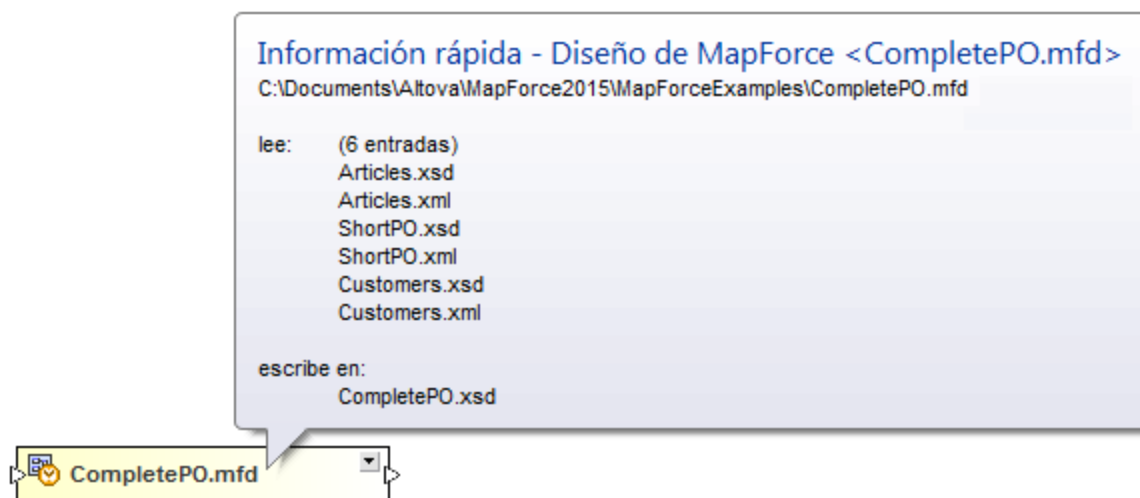 Información rápida - Diseño de MapForce <CompletePO.mfd>
C:\Documents\Altova\MapForce2015\MapForceExamples\CompletePO.mfd
lee: (6 entradas)
Articles.xsd
Articles.xml
ShortPO.xsd
ShortPO.xml
Customers.xsd
Customers.xml
escribe en:
CompletePO.xsd
CompletePO.mfd